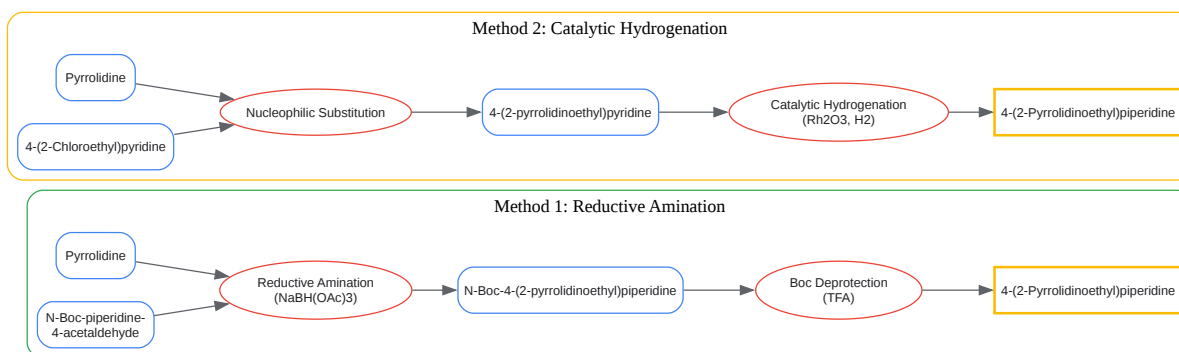 Method 2: Catalytic Hydrogenation
Pyrrolidine
4-(2-Chloroethyl)pyridine
Nucleophilic Substitution
4-(2-pyrrolidinoethyl)pyridine
Catalytic Hydrogenation
(Rh2O3, H2)
4-(2-Pyrrolidinoethyl)piperidine
Method 1: Reductive Amination
Pyrrolidine
N-Boc-piperidine-
4-acetaldehyde
Reductive Amination
(NaBH(OAc)3)
N-Boc-4-(2-pyrrolidinoethyl)piperidine
Boc Deprotection
(TFA)
4-(2-Pyrrolidinoethyl)piperidine